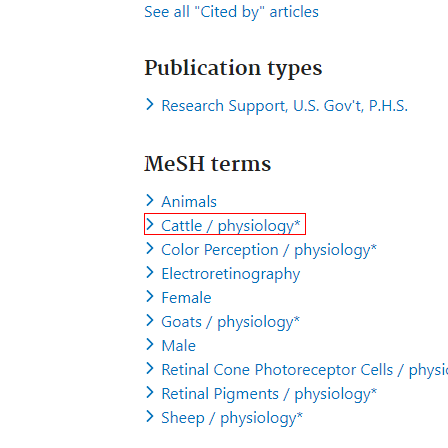 See all "Cited by" articles
Publication types
Research Support, U.S. Gov't, P.H.S.
MeSH terms
Animals
Cattle / physiology*
Color Perception / physiology*
Electroretinography
Female
Goats / physiology*
Male
Retinal Cone Photoreceptor Cells / physi
Retinal Pigments / physiology*
Sheep / physiology*